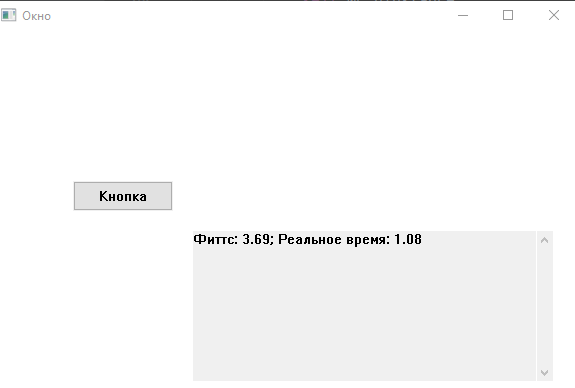 Окно
Кнопка
Фиттс: 3.69; Реальное время: 1.08